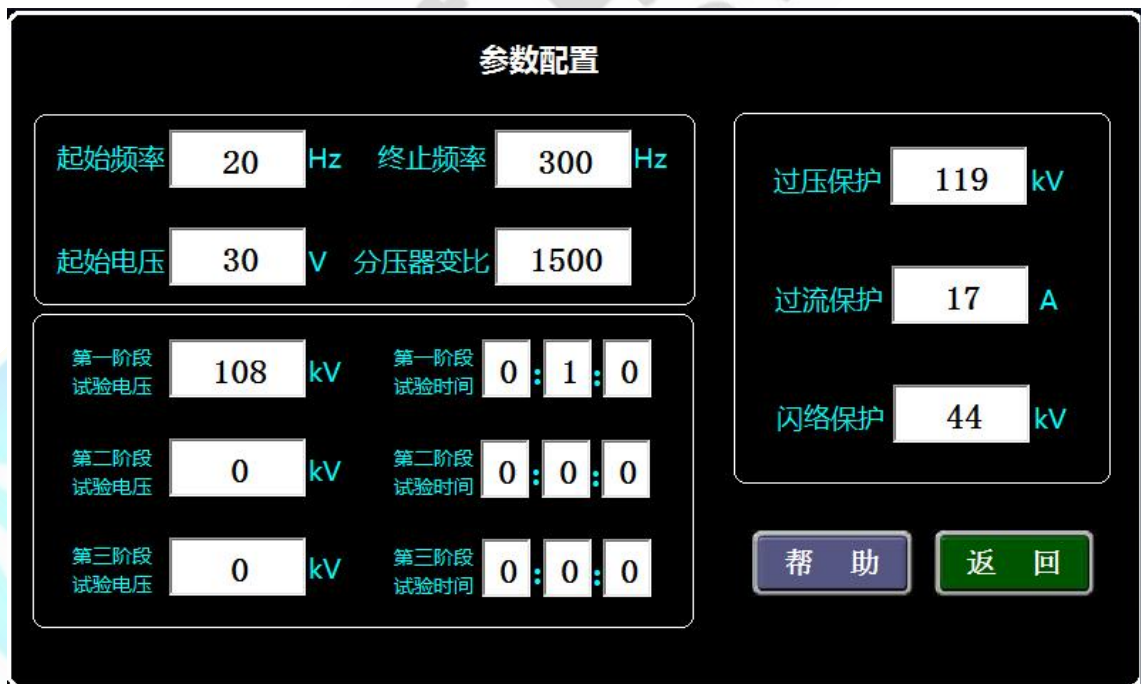 参数配置
起始频率 20 Hz 终止频率 300 Hz
起始电压 30 V 分压器变比 1500
第一阶段
试验电压 108 kV
第一阶段
试验时间 0 : 1 : 0
第二阶段
试验电压 0 kV
第二阶段
试验时间 0 : 0 : 0
第三阶段
试验电压 0 kV
第三阶段
试验时间 0 : 0 : 0
过压保护 119 kV
过流保护 17 A
闪络保护 44 kV
帮 助
返 回